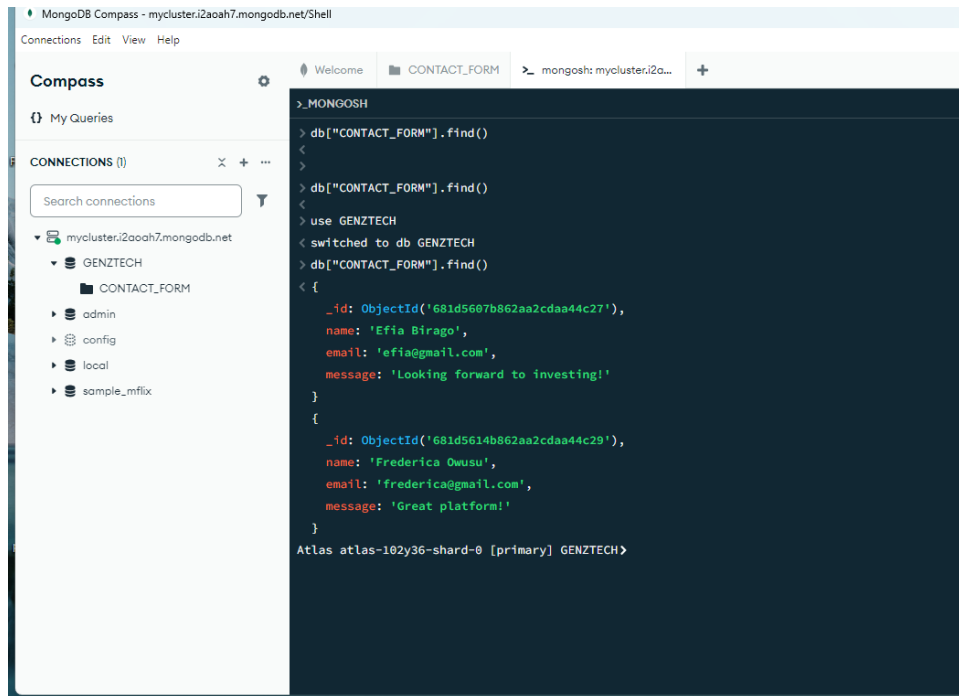 MongoDB Compass - mycluster.i2aoah7.mongodb.net/Shell
Connections Edit View Help
Compass
{} My Queries
CONNECTIONS (1)
Search connections
mycluster.i2aoah7.mongodb.net
GENZTECH
CONTACT_FORM
admin
config
local
sample_mflix
Welcome
CONTACT_FORM
>_ mongosh: mycluster.i2a...
>_MONGOSH
> db["CONTACT_FORM"].find()
<
>
> db["CONTACT_FORM"].find()
<
> use GENZTECH
< switched to db GENZTECH
> db["CONTACT_FORM"].find()
< {
_id: ObjectId('681d5607b862aa2cdaa44c27'),
name: 'Efia Birago',
email: 'efia@gmail.com',
message: 'Looking forward to investing!'
}
{
_id: ObjectId('681d5614b862aa2cdaa44c29'),
name: 'Frederica Owusu',
email: 'frederica@gmail.com',
message: 'Great platform!'
}
Atlas atlas-102y36-shard-0 [primary] GENZTECH>